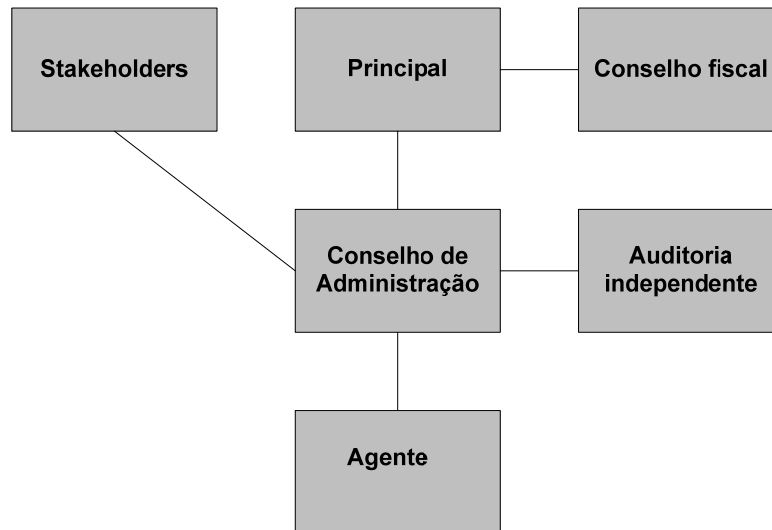 Stakeholders
Principal
Conselho fiscal
Conselho de
Administração
Auditoria
independente
Agente